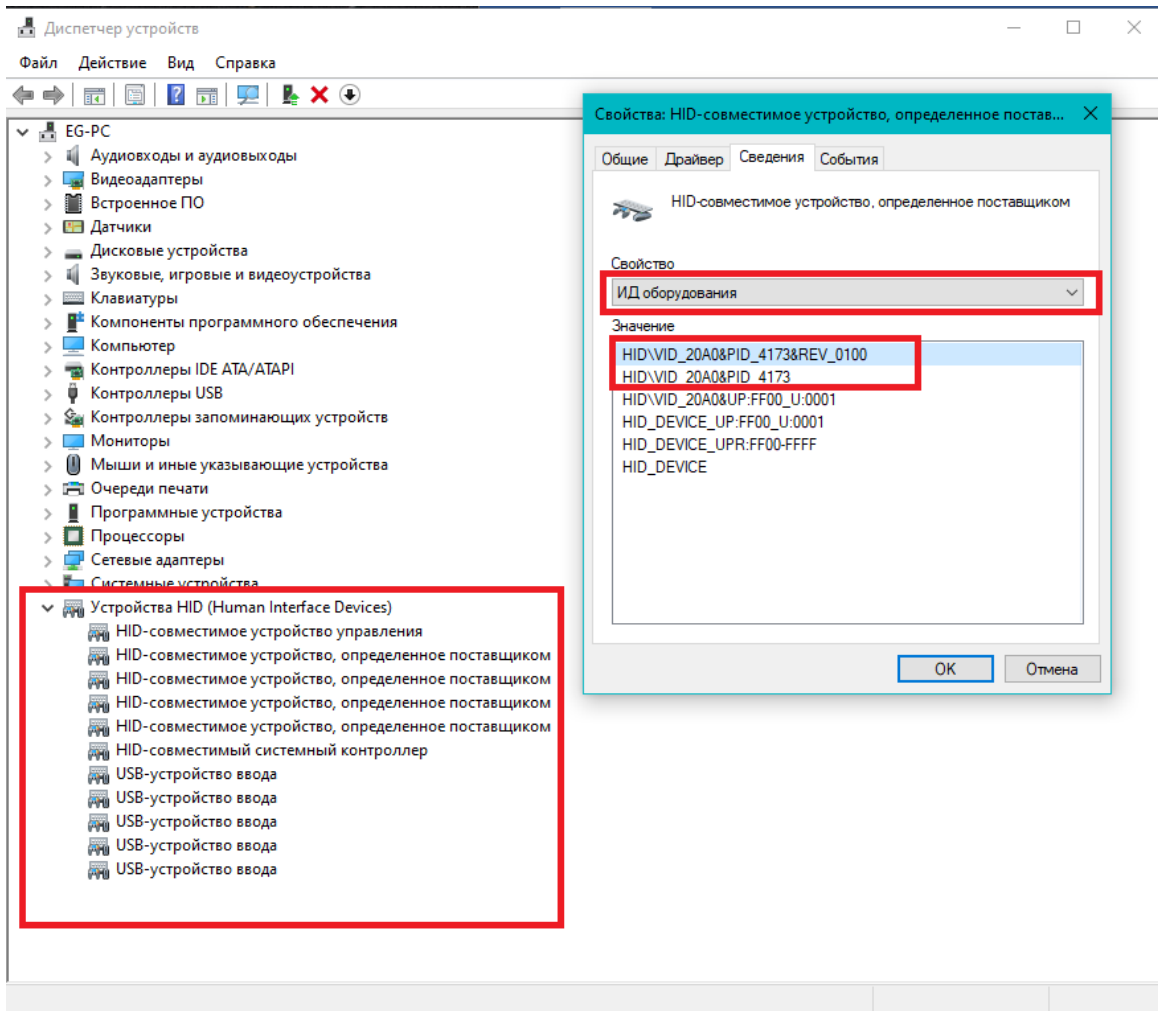 Диспетчер устройств
Файл Действие Вид Справка
EG-PC
Аудиовходы и аудиовыходы
Видеоадаптеры
Встроенное ПО
Датчики
Дисковые устройства
Звуковые, игровые и видеоустройства
Клавиатуры
Компоненты программного обеспечения
Компьютер
Контроллеры IDE ATA/ATAPI
Контроллеры USB
Контроллеры запоминающих устройств
Мониторы
Мыши и иные указывающие устройства
Очереди печати
Программные устройства
Процессоры
Сетевые адаптеры
Системные устройства
Устройства HID (Human Interface Devices)
HID-совместимое устройство управления
HID-совместимое устройство, определенное поставщиком
HID-совместимое устройство, определенное поставщиком
HID-совместимое устройство, определенное поставщиком
HID-совместимое устройство, определенное поставщиком
HID-совместимый системный контроллер
USB-устройство ввода
USB-устройство ввода
USB-устройство ввода
USB-устройство ввода
USB-устройство ввода
Свойства: HID-совместимое устройство, определенное постав...
Общие Драйвер Сведения События
HID-совместимое устройство, определенное поставщиком
Свойство
ИД оборудования
Значение
HID\VID_20A0&PID_4173&REV_0100
HID\VID_20A0&PID_4173
HID\VID_20A0&UP:FF00_U:0001
HID_DEVICE_UP:FF00_U:0001
HID_DEVICE_UPR:FF00-FFFF
HID_DEVICE
OK Отмена